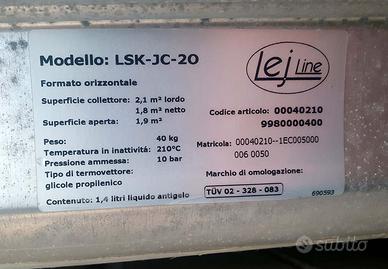 Modello: LSK-JC-20
Lej Line
Formato orizzontale
Superficie collettore: 2,1 m² lordo
1,8 m² netto
Superficie aperta: 1,9 m²
Codice articolo: 00040210
9980000400
Peso: 40 kg
Temperatura in inattività: 210°C
Pressione ammessa: 10 bar
Tipo di termovettore:
glicole propilenico
Matricola: 00040210--1EC005000
006 0050
Marchio di omologazione:
TÜV 02 - 328 - 083
Contenuto: 1,4 litri liquido antigelo
690593
subito